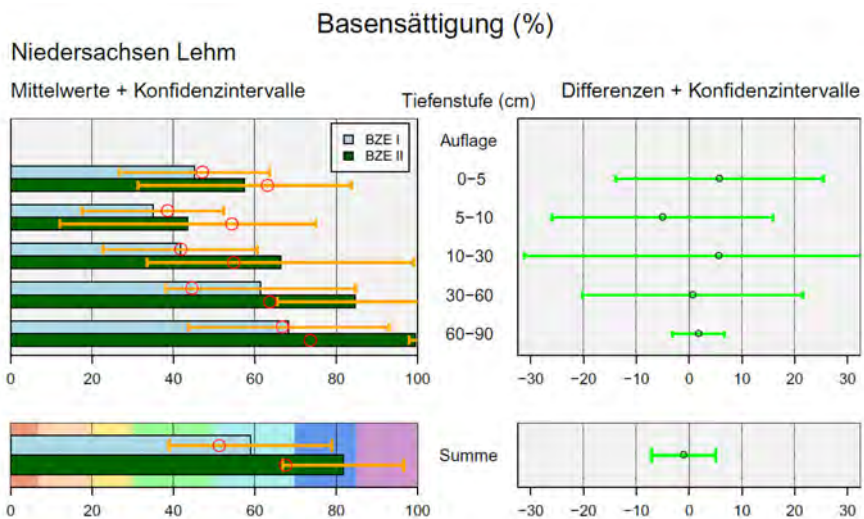 Basensättigung (%)
Niedersachsen Lehm
Mittelwerte + Konfidenzintervalle
Tiefenstufe (cm)
Differenzen + Konfidenzintervalle
BZE I
BZE II
Auflage
0−5
5−10
10−30
30−60
60−90
0 20 40 60 80 100
−30 −20 −10 0 10 20 30
Summe
0 20 40 60 80 100
−30 −20 −10 0 10 20 30